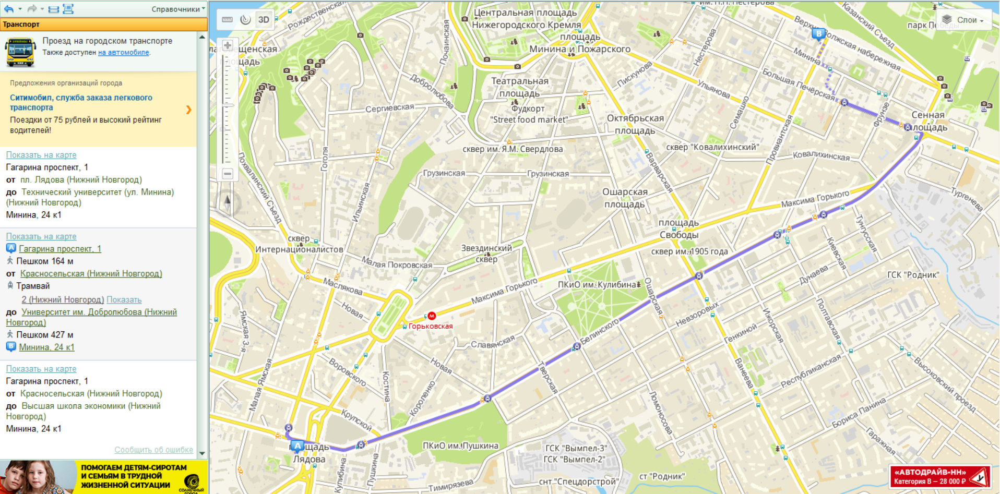 Справочники
Транспорт
Проезд на городском транспорте
Также доступен на автомобиле.
Предложения организаций города
Ситимобил, служба заказа легкового
транспорта
Поездки от 75 рублей и высокий рейтинг
водителей!
Показать на карте
Гагарина проспект, 1
от пл. Лядова (Нижний Новгород)
до Технический университет (ул. Минина)
(Нижний Новгород)
Минина, 24 к1
Показать на карте
A Гагарина проспект, 1
Пешком 164 м
от Красносельская (Нижний Новгород)
Трамвай
2 (Нижний Новгород) Показать
до Университет им. Добролюбова (Нижний
Новгород)
Пешком 427 м
B Минина, 24 к1
Показать на карте
Гагарина проспект, 1
от Красносельская (Нижний Новгород)
до Высшая школа экономики (Нижний
Новгород)
Минина, 24 к1
Сообщить об ошибке
ПОМОГАЕМ ДЕТЯМ-СИРОТАМ
И СЕМЬЯМ В ТРУДНОЙ
ЖИЗНЕННОЙ СИТУАЦИИ
СОЛНЕЧНЫЙ
ГОРОД
3D
Слои
Рождественская
Почаинская
Центральная площадь
Нижегородского Кремля
площадь
Минина и Пожарского
им. Н.И. Нестерова
Казанский Съезд
парк Победы
Верхне-Волжская набережная
B
Минина
Большая Печёрская
Нестерова
Пискунова
Ульянова
площадь
Добролюбова
Театральная
площадь
Фудкорт
"Street food market"
Сергиевская
Октябрьская
площадь
Семашко
Фрунзе
Сенная
площадь
сквер им. Я.М. Свердлова
сквер "Ковалихинский"
Провиантская
Ковалихинская
Похвалинский Съезд
Гоголя
Грузинская
Грузинская
Варварская
Ильинская
Ошарская
площадь
Максима Горького
Тургенева
площадь
Свободы
Тунгусская
сквер
Интернационалистов
Звездинский
сквер
сквер им.1905 года
Киевская
Малая Покровская
ГСК "Родник"
Дунаева
Маслякова
Максима Горького
ПКиО им.Кулибина
Ошарская
Новая
М
Горьковская
Невзоровых
Ижорская
Полтавская
Ямская 3-я
Белинского
Генкиной
Славянская
Воровского
Новая
Тверская
Ванеева
Республиканская
Высоковский проезд
Малая Ямская
Костина
Короленко
Ломоносова
Бориса Панина
Крупской
Гаражная
A
площадь
Лядова
ПКиО им.Пушкина
ГСК "Вымпел-3"
ГСК "Вымпел-2"
Кулибина
Пушкина
Тимирязева
снт "Спецдорстрой"
ст "Родник"
«АВТОДРАЙВ-НН»
Категория В — 28 000 ₽